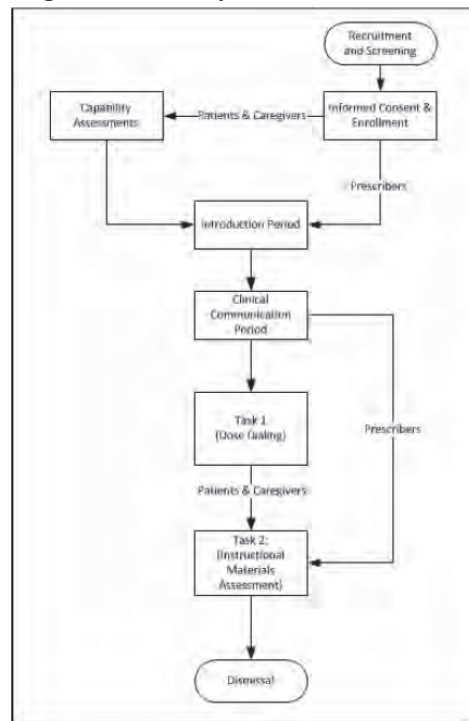 Recruitment
and Screening
Capability
Assessments
Patients & Caregivers
Informed Consent &
Enrollment
Prescribers
Introduction Period
Clinical
Communication
Period
Task 1
(Dose Dialing)
Prescribers
Patients & Caregivers
Task 2:
(Instructional
Materials
Assessment)
Dismissal